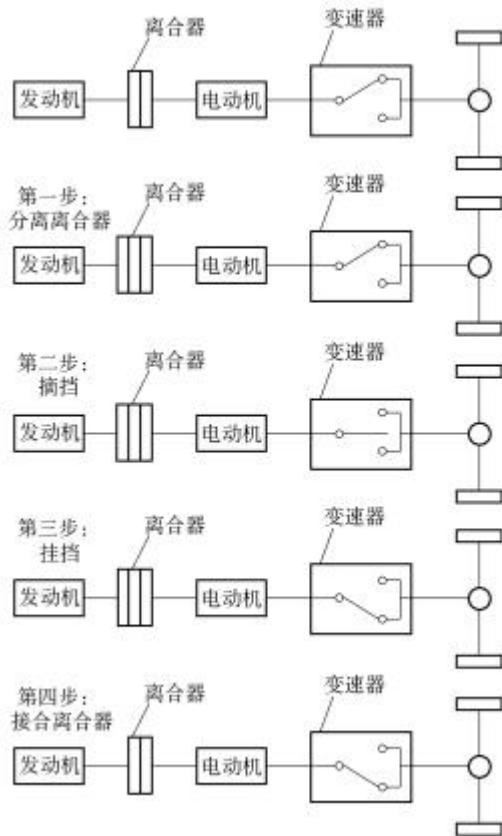 离合器
变速器
发动机
电动机
第一步：
分离离合器
离合器
变速器
发动机
电动机
第二步：
摘挡
离合器
变速器
发动机
电动机
第三步：
挂挡
离合器
变速器
发动机
电动机
第四步：
接合离合器
离合器
变速器
发动机
电动机